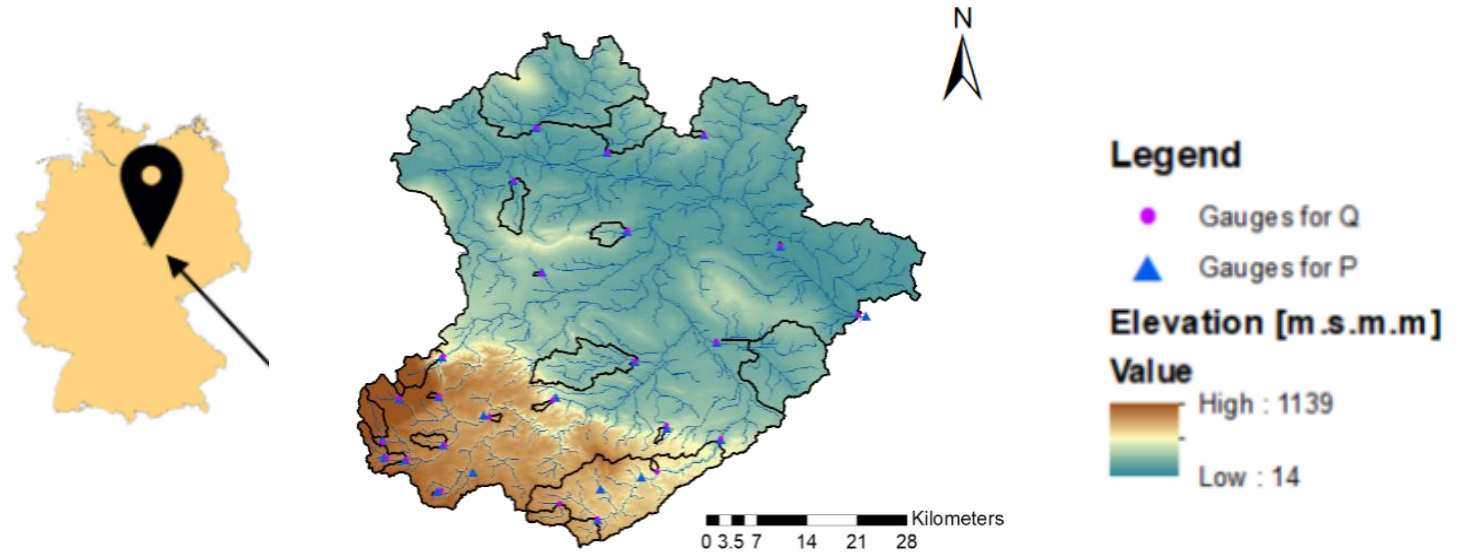 N
Legend
Gauges for Q
Gauges for P
Elevation [m.s.m.m]
Value
High : 1139
Low : 14
Kilometers
0 3.5 7 14 21 28